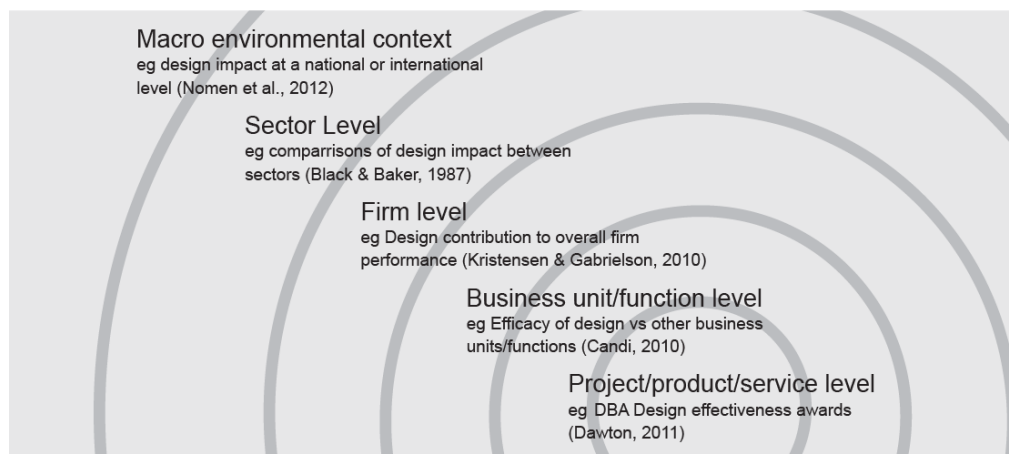 Macro environmental context
eg design impact at a national or international
level (Nomen et al., 2012)
Sector Level
eg comparrisons of design impact between
sectors (Black & Baker, 1987)
Firm level
eg Design contribution to overall firm
performance (Kristensen & Gabrielson, 2010)
Business unit/function level
eg Efficacy of design vs other business
units/functions (Candi, 2010)
Project/product/service level
eg DBA Design effectiveness awards
(Dawton, 2011)